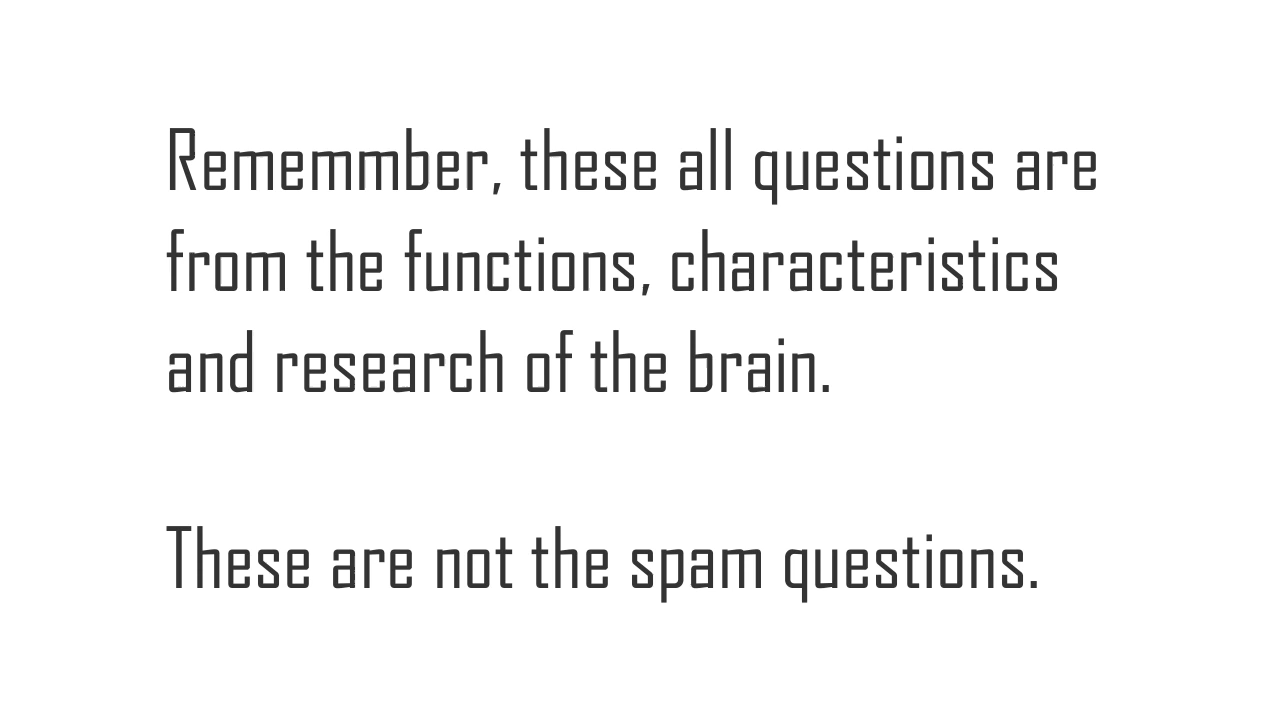 Rememmber, these all questions are
from the functions, characteristics
and research of the brain.
These are not the spam questions.